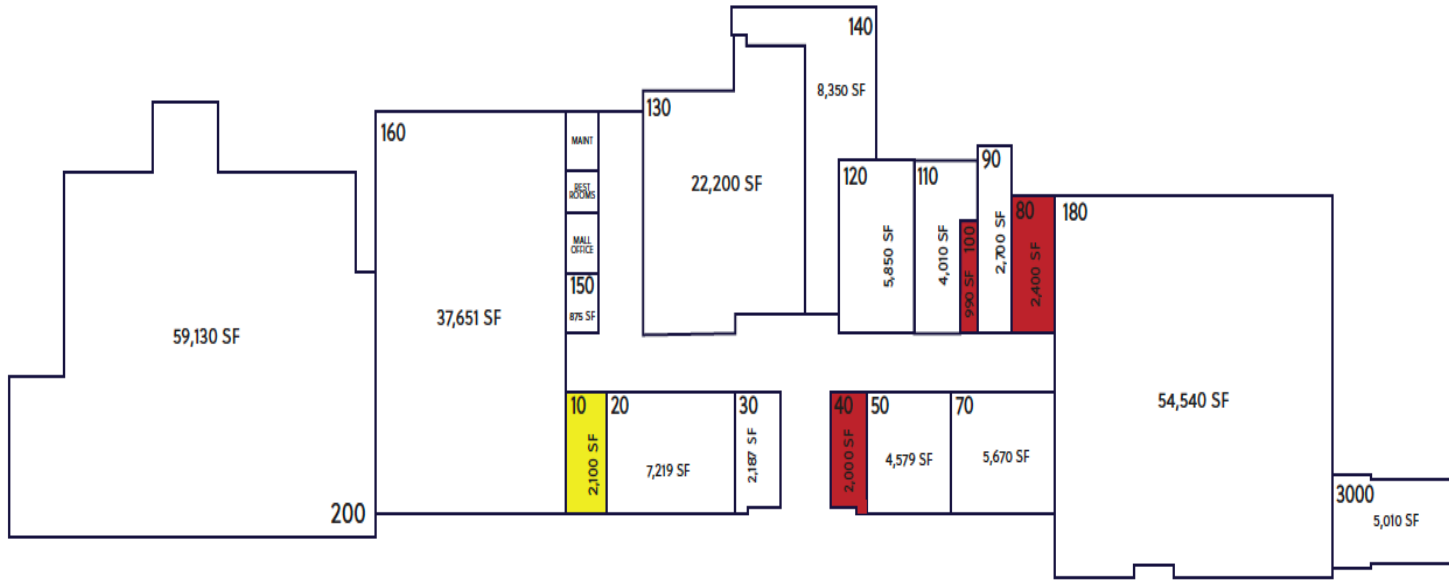 140
8,350 SF
130
22,200 SF
160
MAINT
REST
ROOMS
MALL
OFFICE
150
875 SF
37,651 SF
59,130 SF
200
120
5,850 SF
110
4,010 SF
100
990 SF
90
2,700 SF
80
2,400 SF
180
54,540 SF
10
2,100 SF
20
7,219 SF
30
2,187 SF
40
2,000 SF
50
4,579 SF
70
5,670 SF
3000
5,010 SF